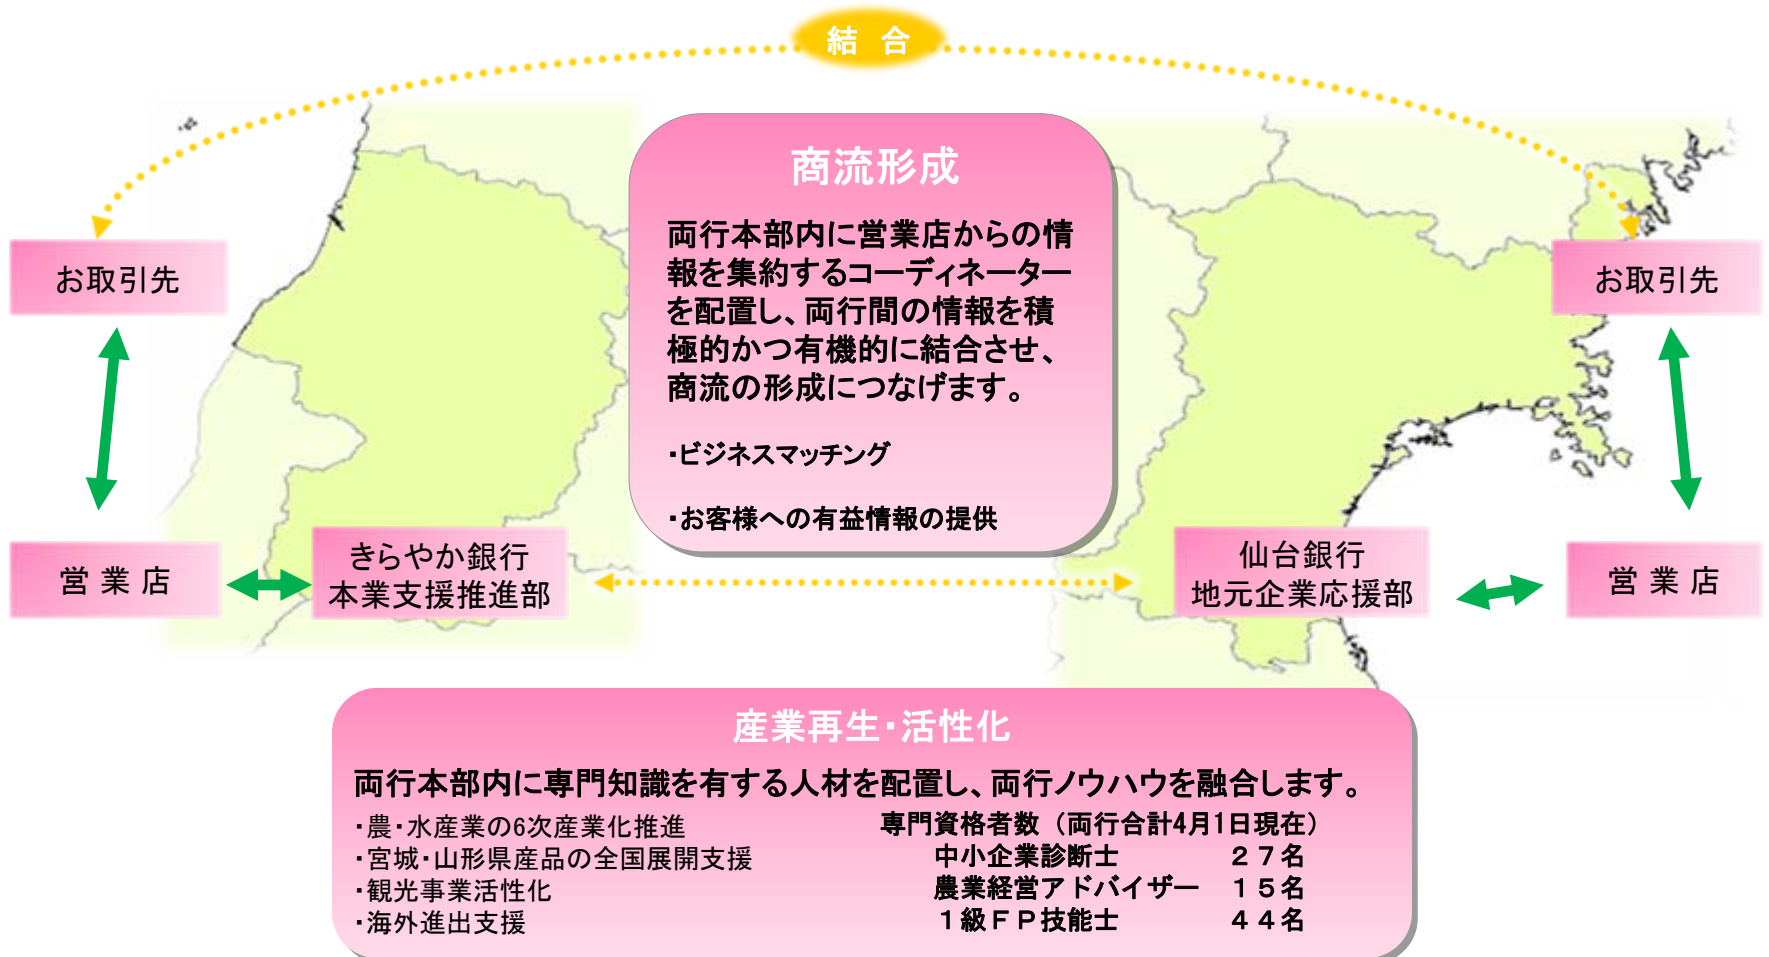 結　合
商流形成
両行本部内に営業店からの情
報を集約するコーディネーター
を配置し、両行間の情報を積
極的かつ有機的に結合させ、
商流の形成につなげます。
・ビジネスマッチング
・お客様への有益情報の提供
お取引先
お取引先
営 業 店
きらやか銀行
本業支援推進部
仙台銀行
地元企業応援部
営 業 店
産業再生・活性化
両行本部内に専門知識を有する人材を配置し、両行ノウハウを融合します。
・農・水産業の6次産業化推進
・宮城・山形県産品の全国展開支援
・観光事業活性化
・海外進出支援
専門資格者数（両行合計4月1日現在）
中小企業診断士　　　　２７名
農業経営アドバイザー　１５名
１級ＦＰ技能士　　　　４４名